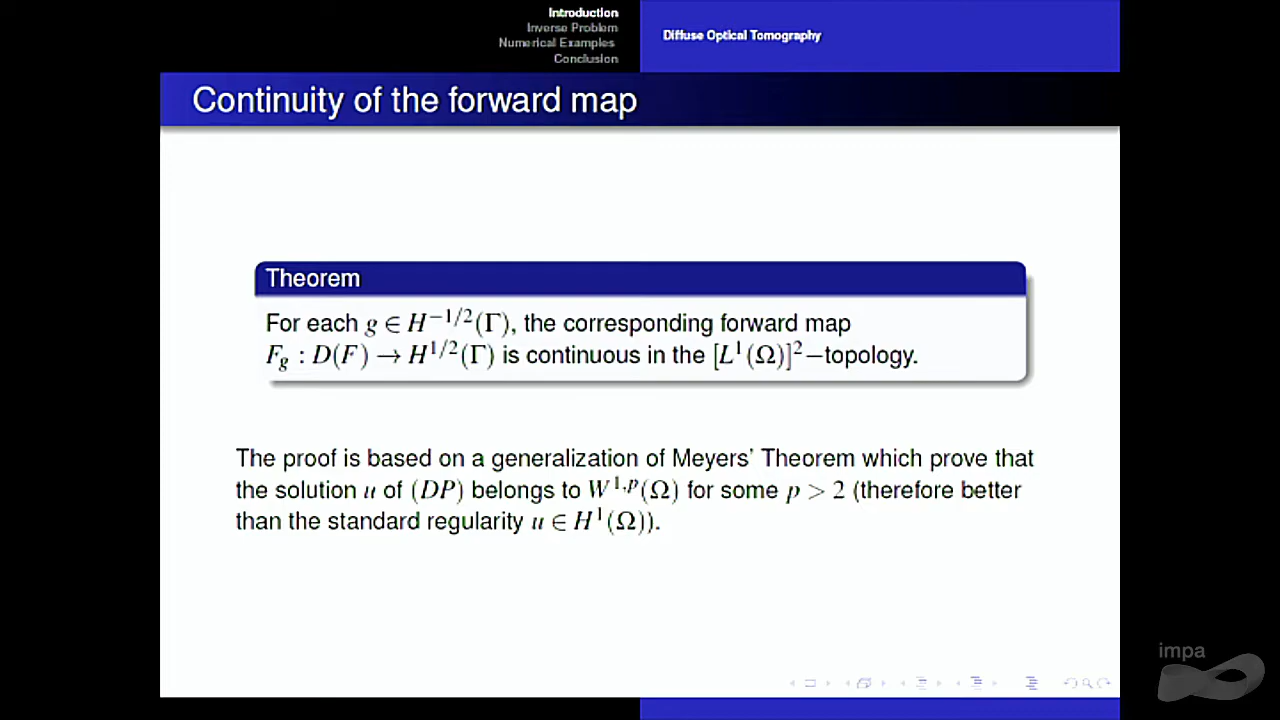 Introduction
Inverse Problem
Numerical Examples
Conclusion
Diffuse Optical Tomography
Continuity of the forward map
Theorem
For each g ∈ H^{−1/2}(Γ), the corresponding forward map
F_g : D(F) → H^{1/2}(Γ) is continuous in the [L^1(Ω)]^2−topology.
The proof is based on a generalization of Meyers' Theorem which prove that
the solution u of (DP) belongs to W^{1,p}(Ω) for some p > 2 (therefore better
than the standard regularity u ∈ H^1(Ω)).
impa